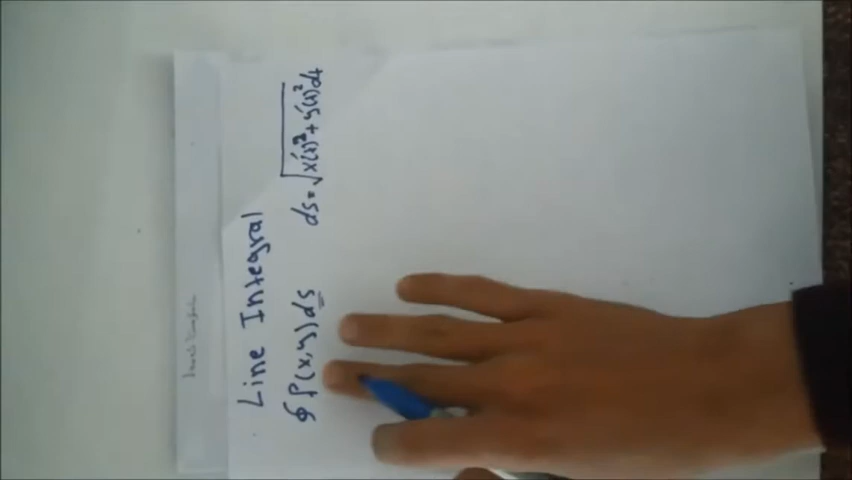 Line Integral
∮ f(x,y) ds ds = √x'(t)² + y'(t)² dt